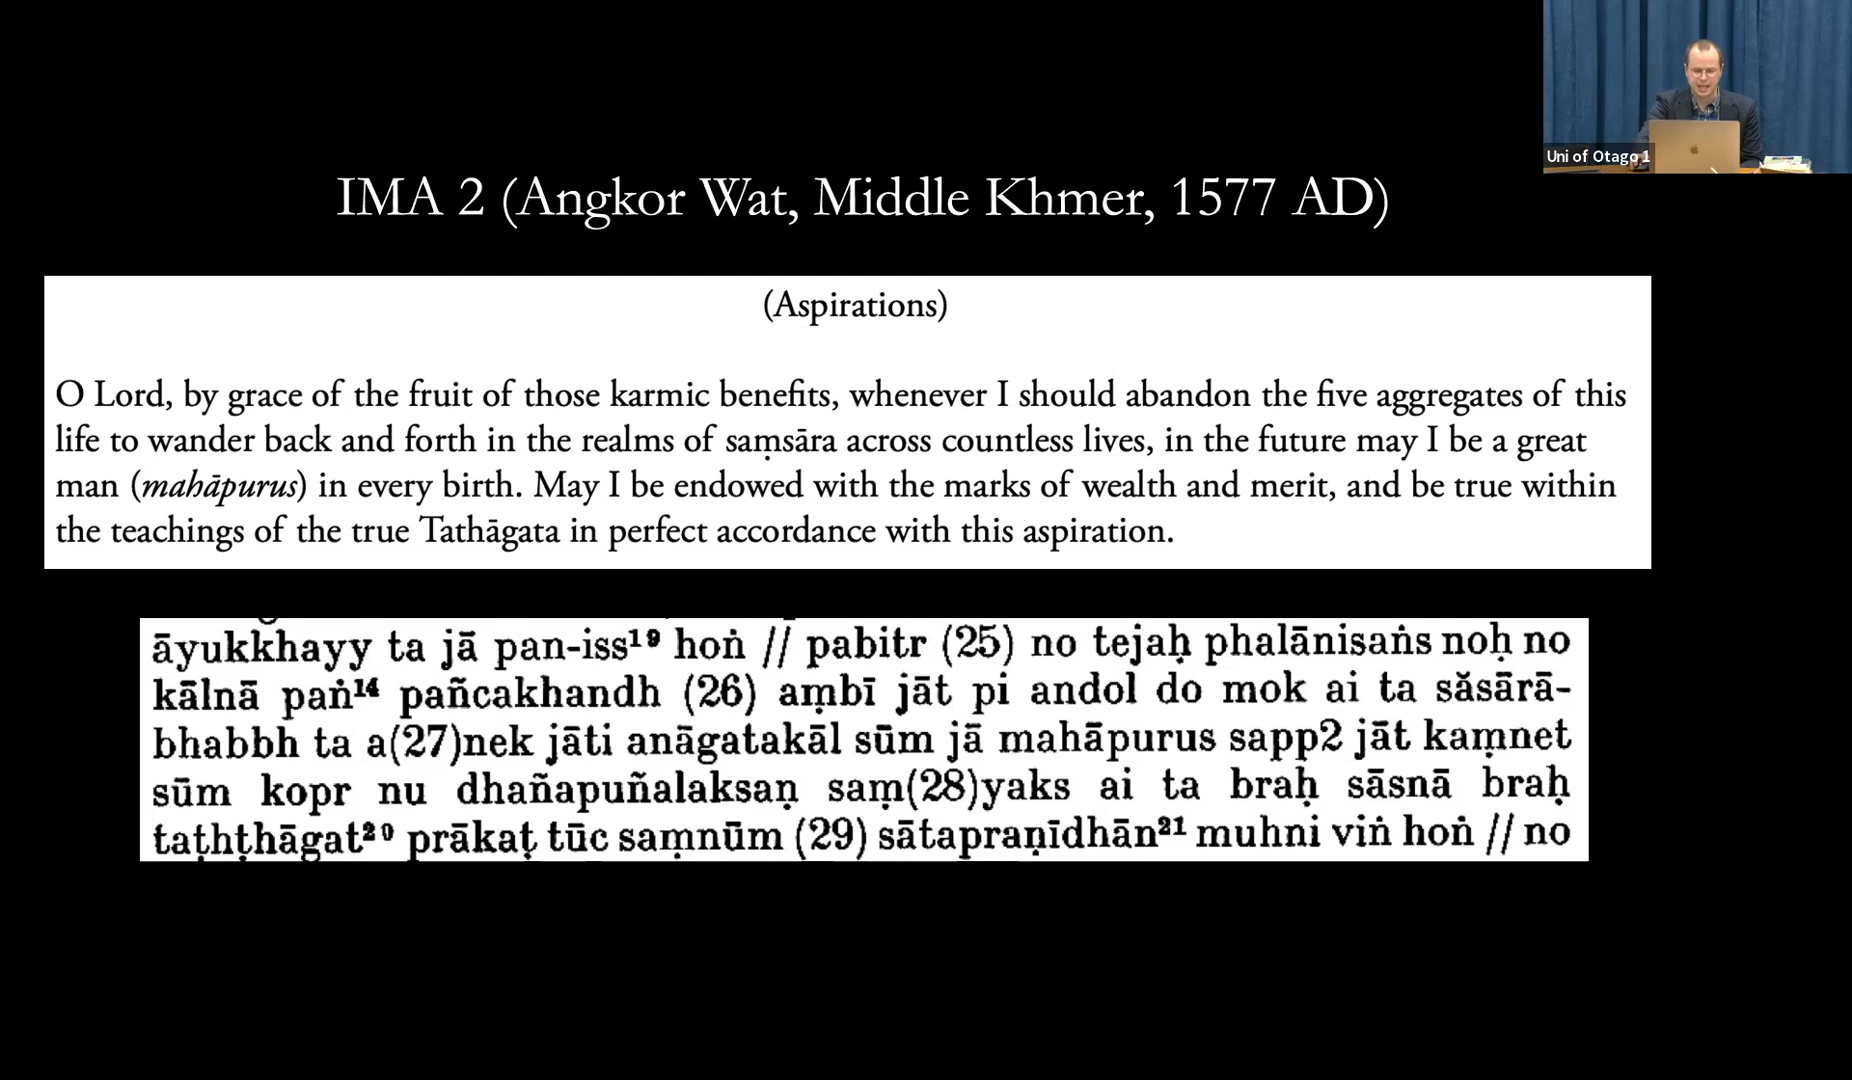 Uni of Otago 1
IMA 2 (Angkor Wat, Middle Khmer, 1577 AD)
(Aspirations)
O Lord, by grace of the fruit of those karmic benefits, whenever I should abandon the five aggregates of this
life to wander back and forth in the realms of saṃsāra across countless lives, in the future may I be a great
man (mahāpurus) in every birth. May I be endowed with the marks of wealth and merit, and be true within
the teachings of the true Tathāgata in perfect accordance with this aspiration.
āyukkhayy ta jā pan-iss¹⁹ hoṅ // pabitr (25) no tejaḥ phalānisaṅs noḥ no
kālnā paṅ¹⁴ pañcakhandh (26) aṃbī jāt pi andol do mok ai ta săsārā-
bhabbh ta a(27)nek jāti anāgatakāl sūm jā mahāpurus sapp2 jāt kaṃnet
sūm kopr nu dhañapuñalaksaṇ saṃ(28)yaks ai ta braḥ sāsnā braḥ
taṭhṭhāgat²⁰ prākaṭ tūc saṃnūm (29) sātapraṇīdhān²¹ muhni viṅ hoṅ // no